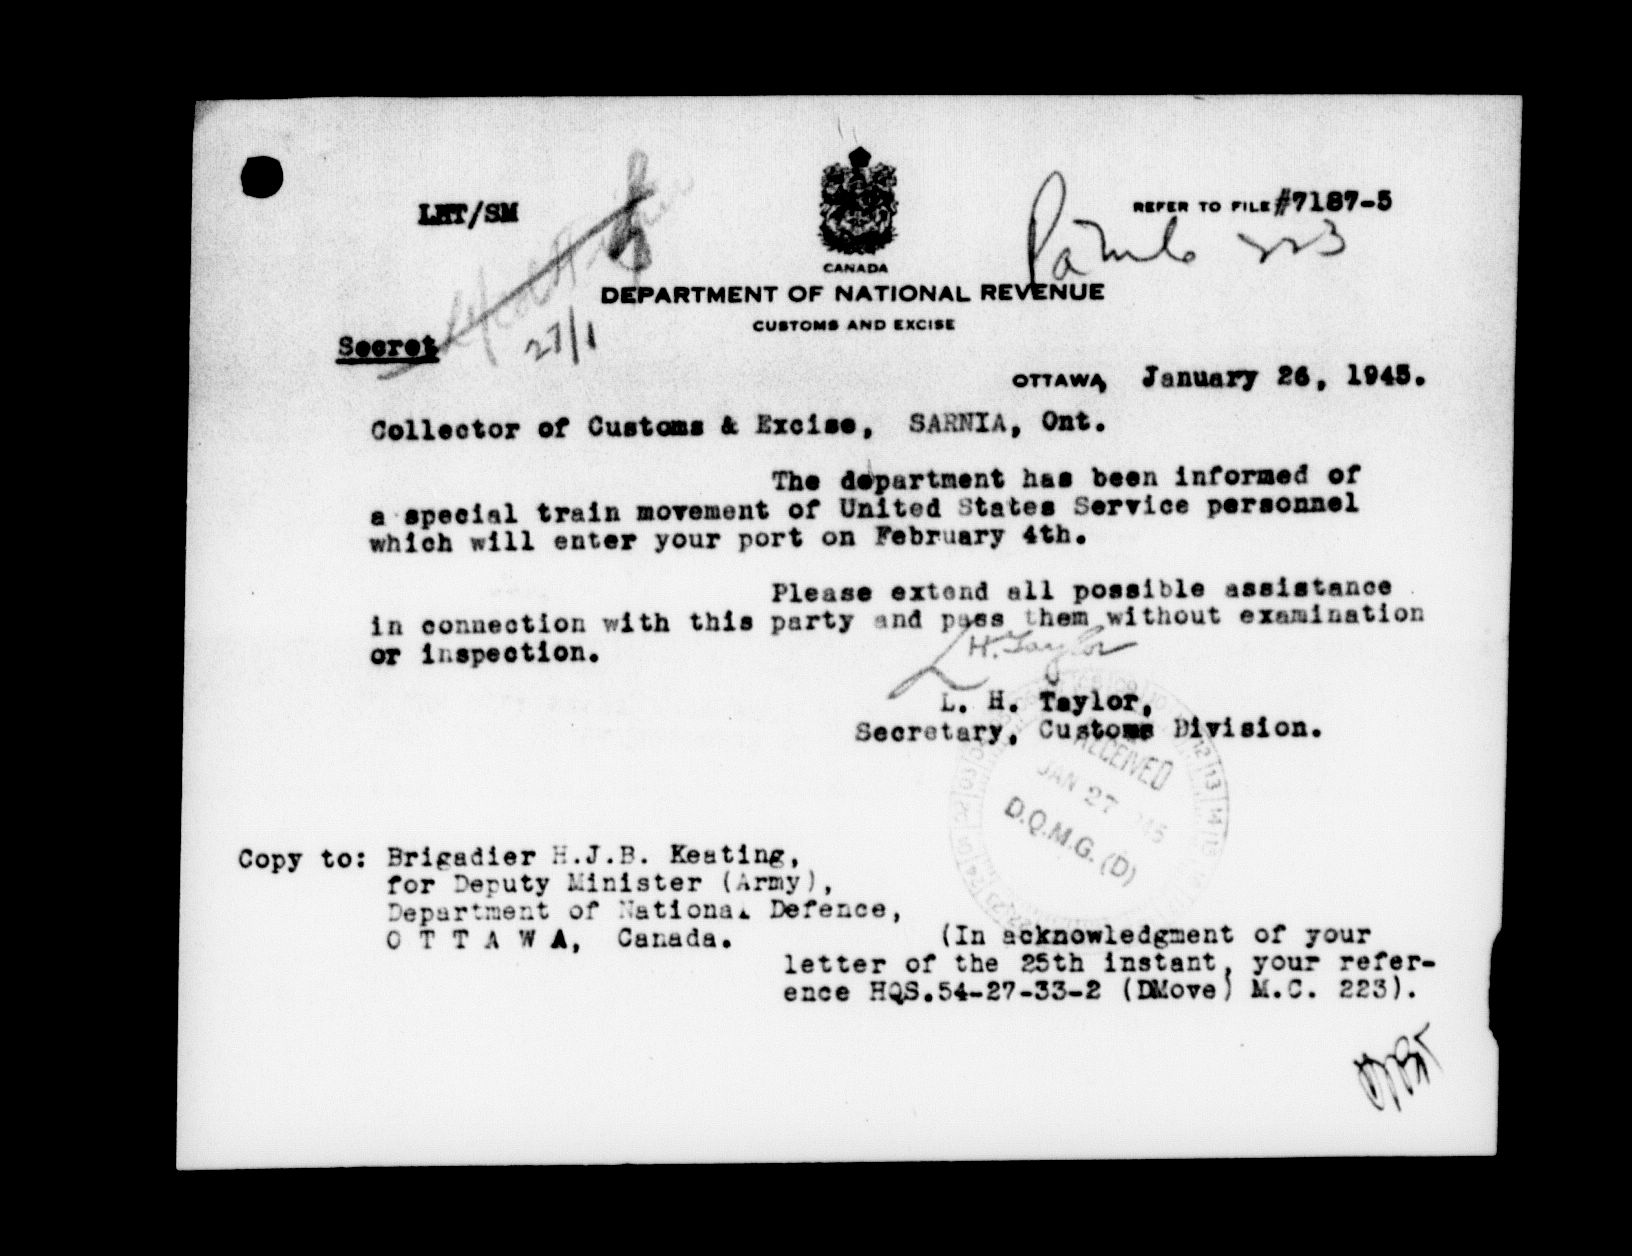 LHT/SM
REFER TO FILE #7187-5
223
CANADA
DEPARTMENT OF NATIONAL REVENUE
CUSTOMS AND EXCISE
27/1
Secret
OTTAWA, January 26, 1945.
Collector of Customs & Excise, SARNIA, Ont.
The department has been informed of
a special train movement of United States Service personnel
which will enter your port on February 4th.
Please extend all possible assistance
in connection with this party and pass them without examination
or inspection.
L H. Taylor
L. H. Taylor,
Secretary, Customs Division.
RECEIVED
JAN 27 '45
D.Q.M.G. (D)
Copy to: Brigadier H.J.B. Keating,
for Deputy Minister (Army),
Department of National Defence,
O T T A W A, Canada.
(In acknowledgment of your
letter of the 25th instant, your refer-
ence HQS.54-27-33-2 (DMove) M.C. 223).